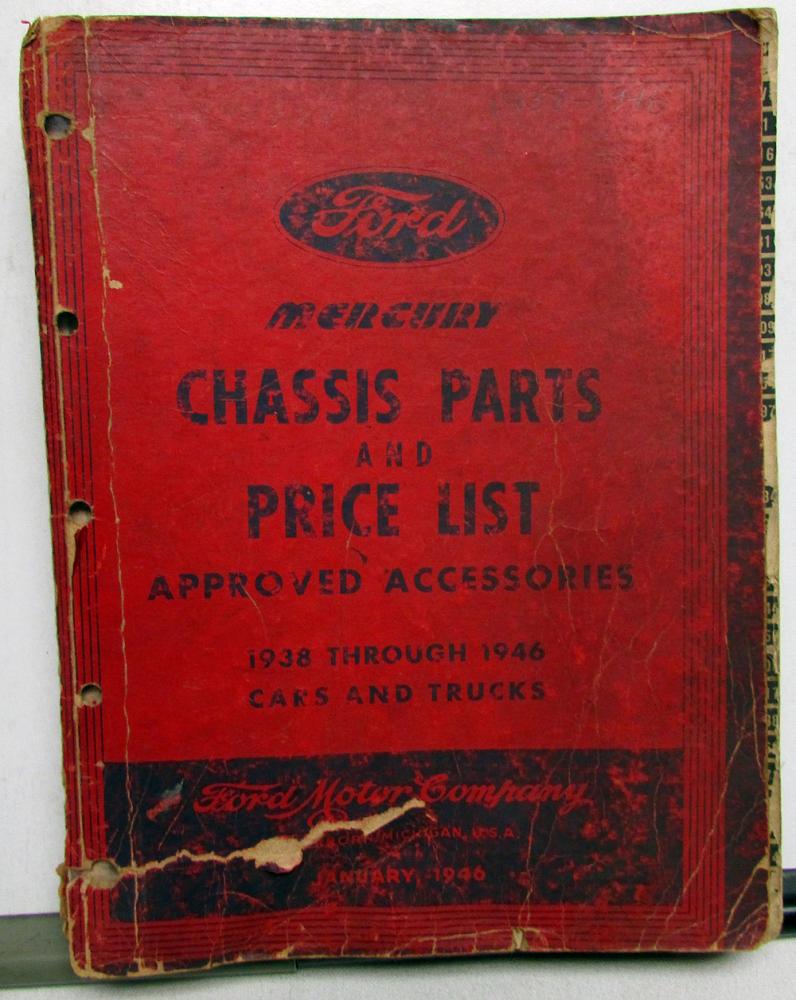 Ford
MERCURY
CHASSIS PARTS
AND
PRICE LIST
APPROVED ACCESSORIES
1938 THROUGH 1946
CARS AND TRUCKS
Ford Motor Company
MICHIGAN, U.S.A.
JANUARY, 1946